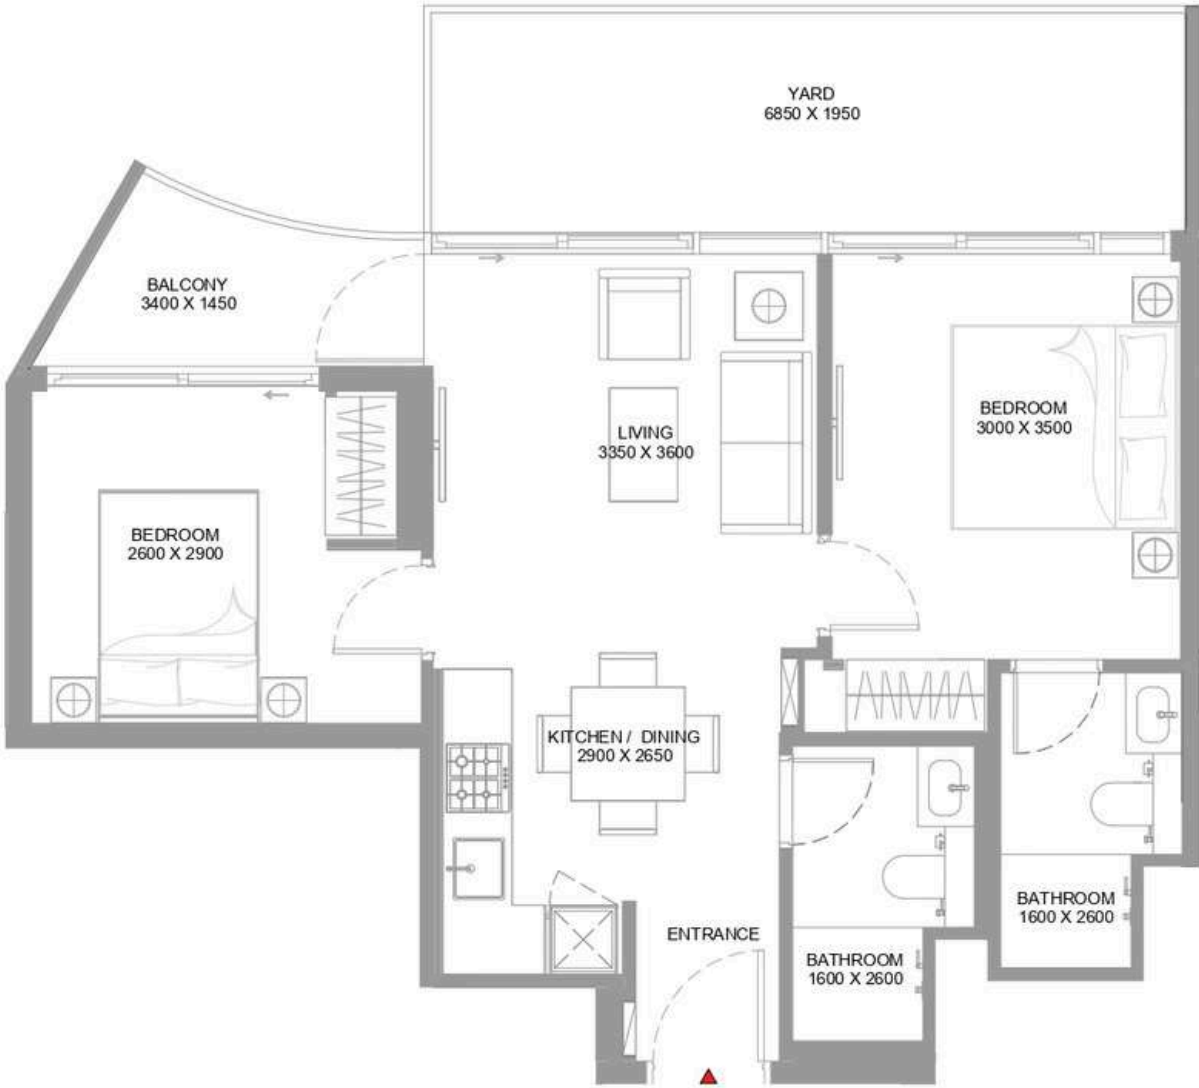 YARD
6850 X 1950
BALCONY
3400 X 1450
LIVING
3350 X 3600
BEDROOM
3000 X 3500
BEDROOM
2600 X 2900
KITCHEN / DINING
2900 X 2650
BATHROOM
1600 X 2600
ENTRANCE
BATHROOM
1600 X 2600